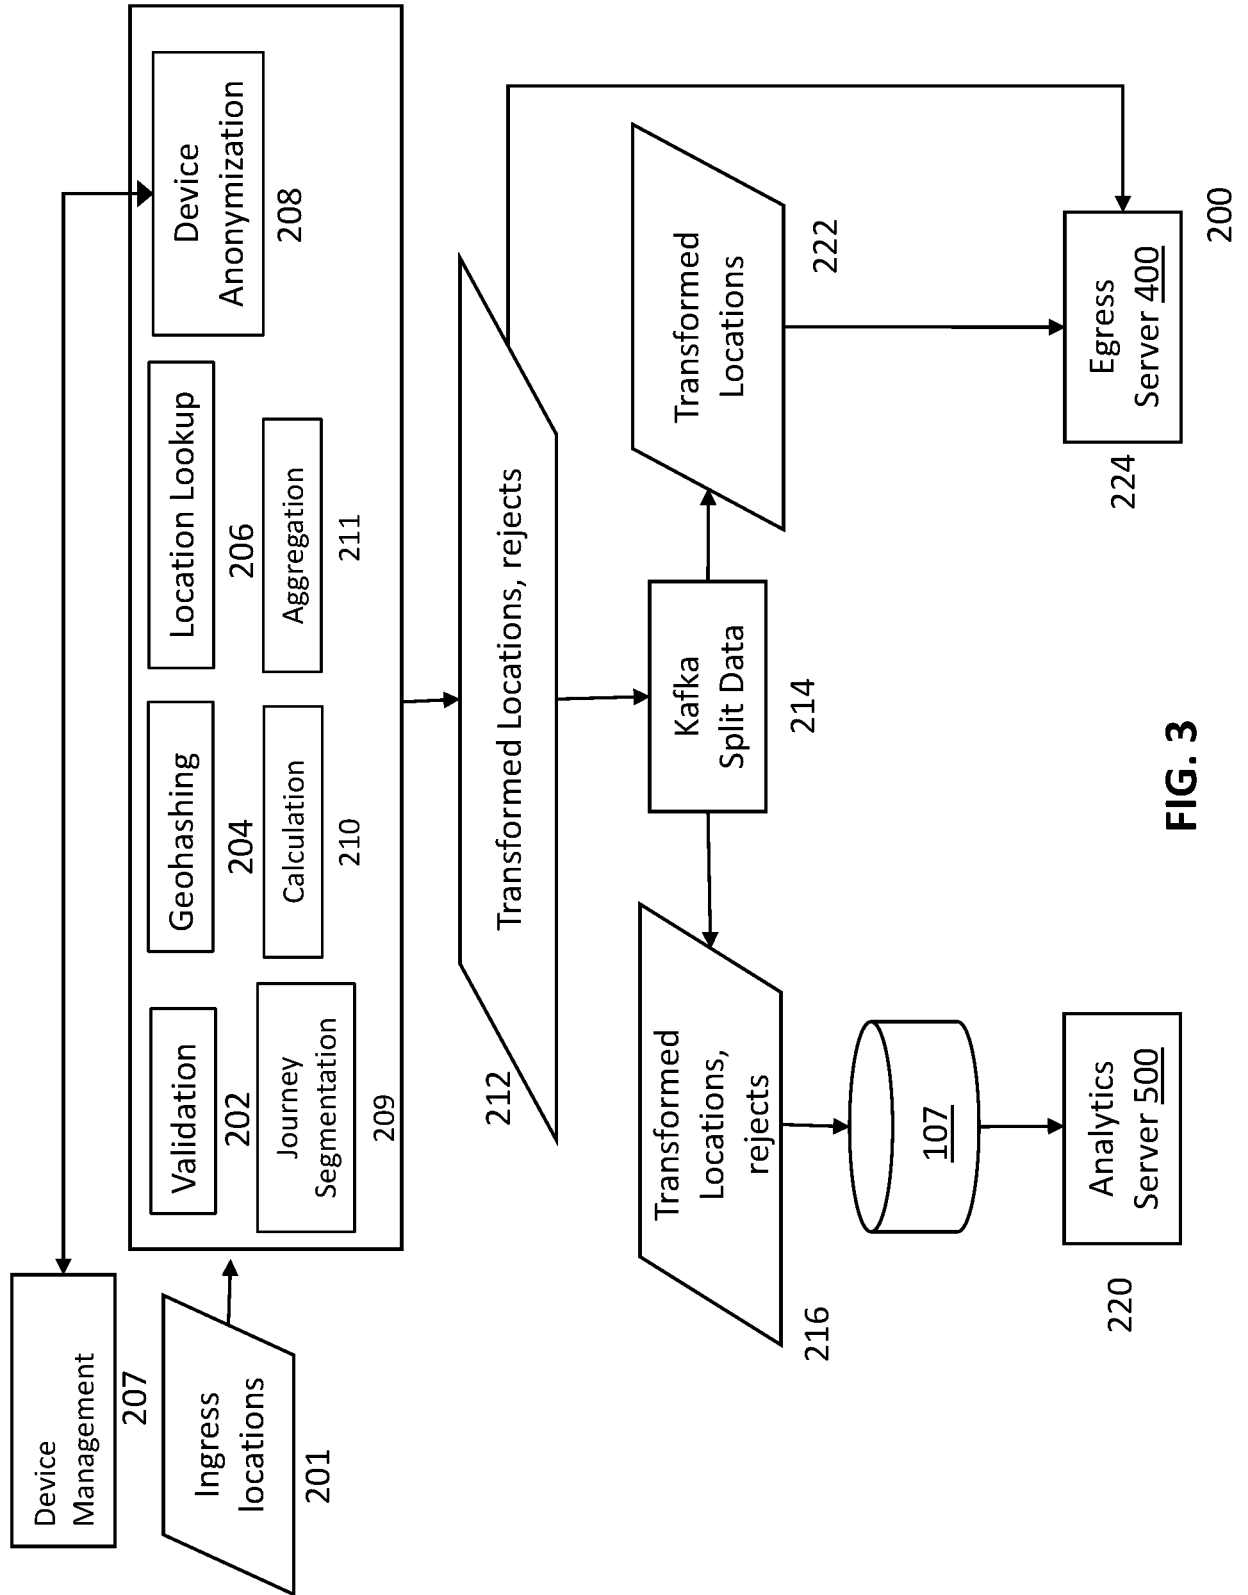 Device
Management
207
Ingress
locations
201
Validation
202
Geohashing
204
Location Lookup
206
Device
Anonymization
208
Journey
Segmentation
209
Calculation
210
Aggregation
211
Transformed Locations, rejects
212
Kafka
Split Data
214
Transformed
Locations,
rejects
216
Transformed
Locations
222
107
Analytics
Server 500
220
Egress
Server 400
224
200
FIG. 3